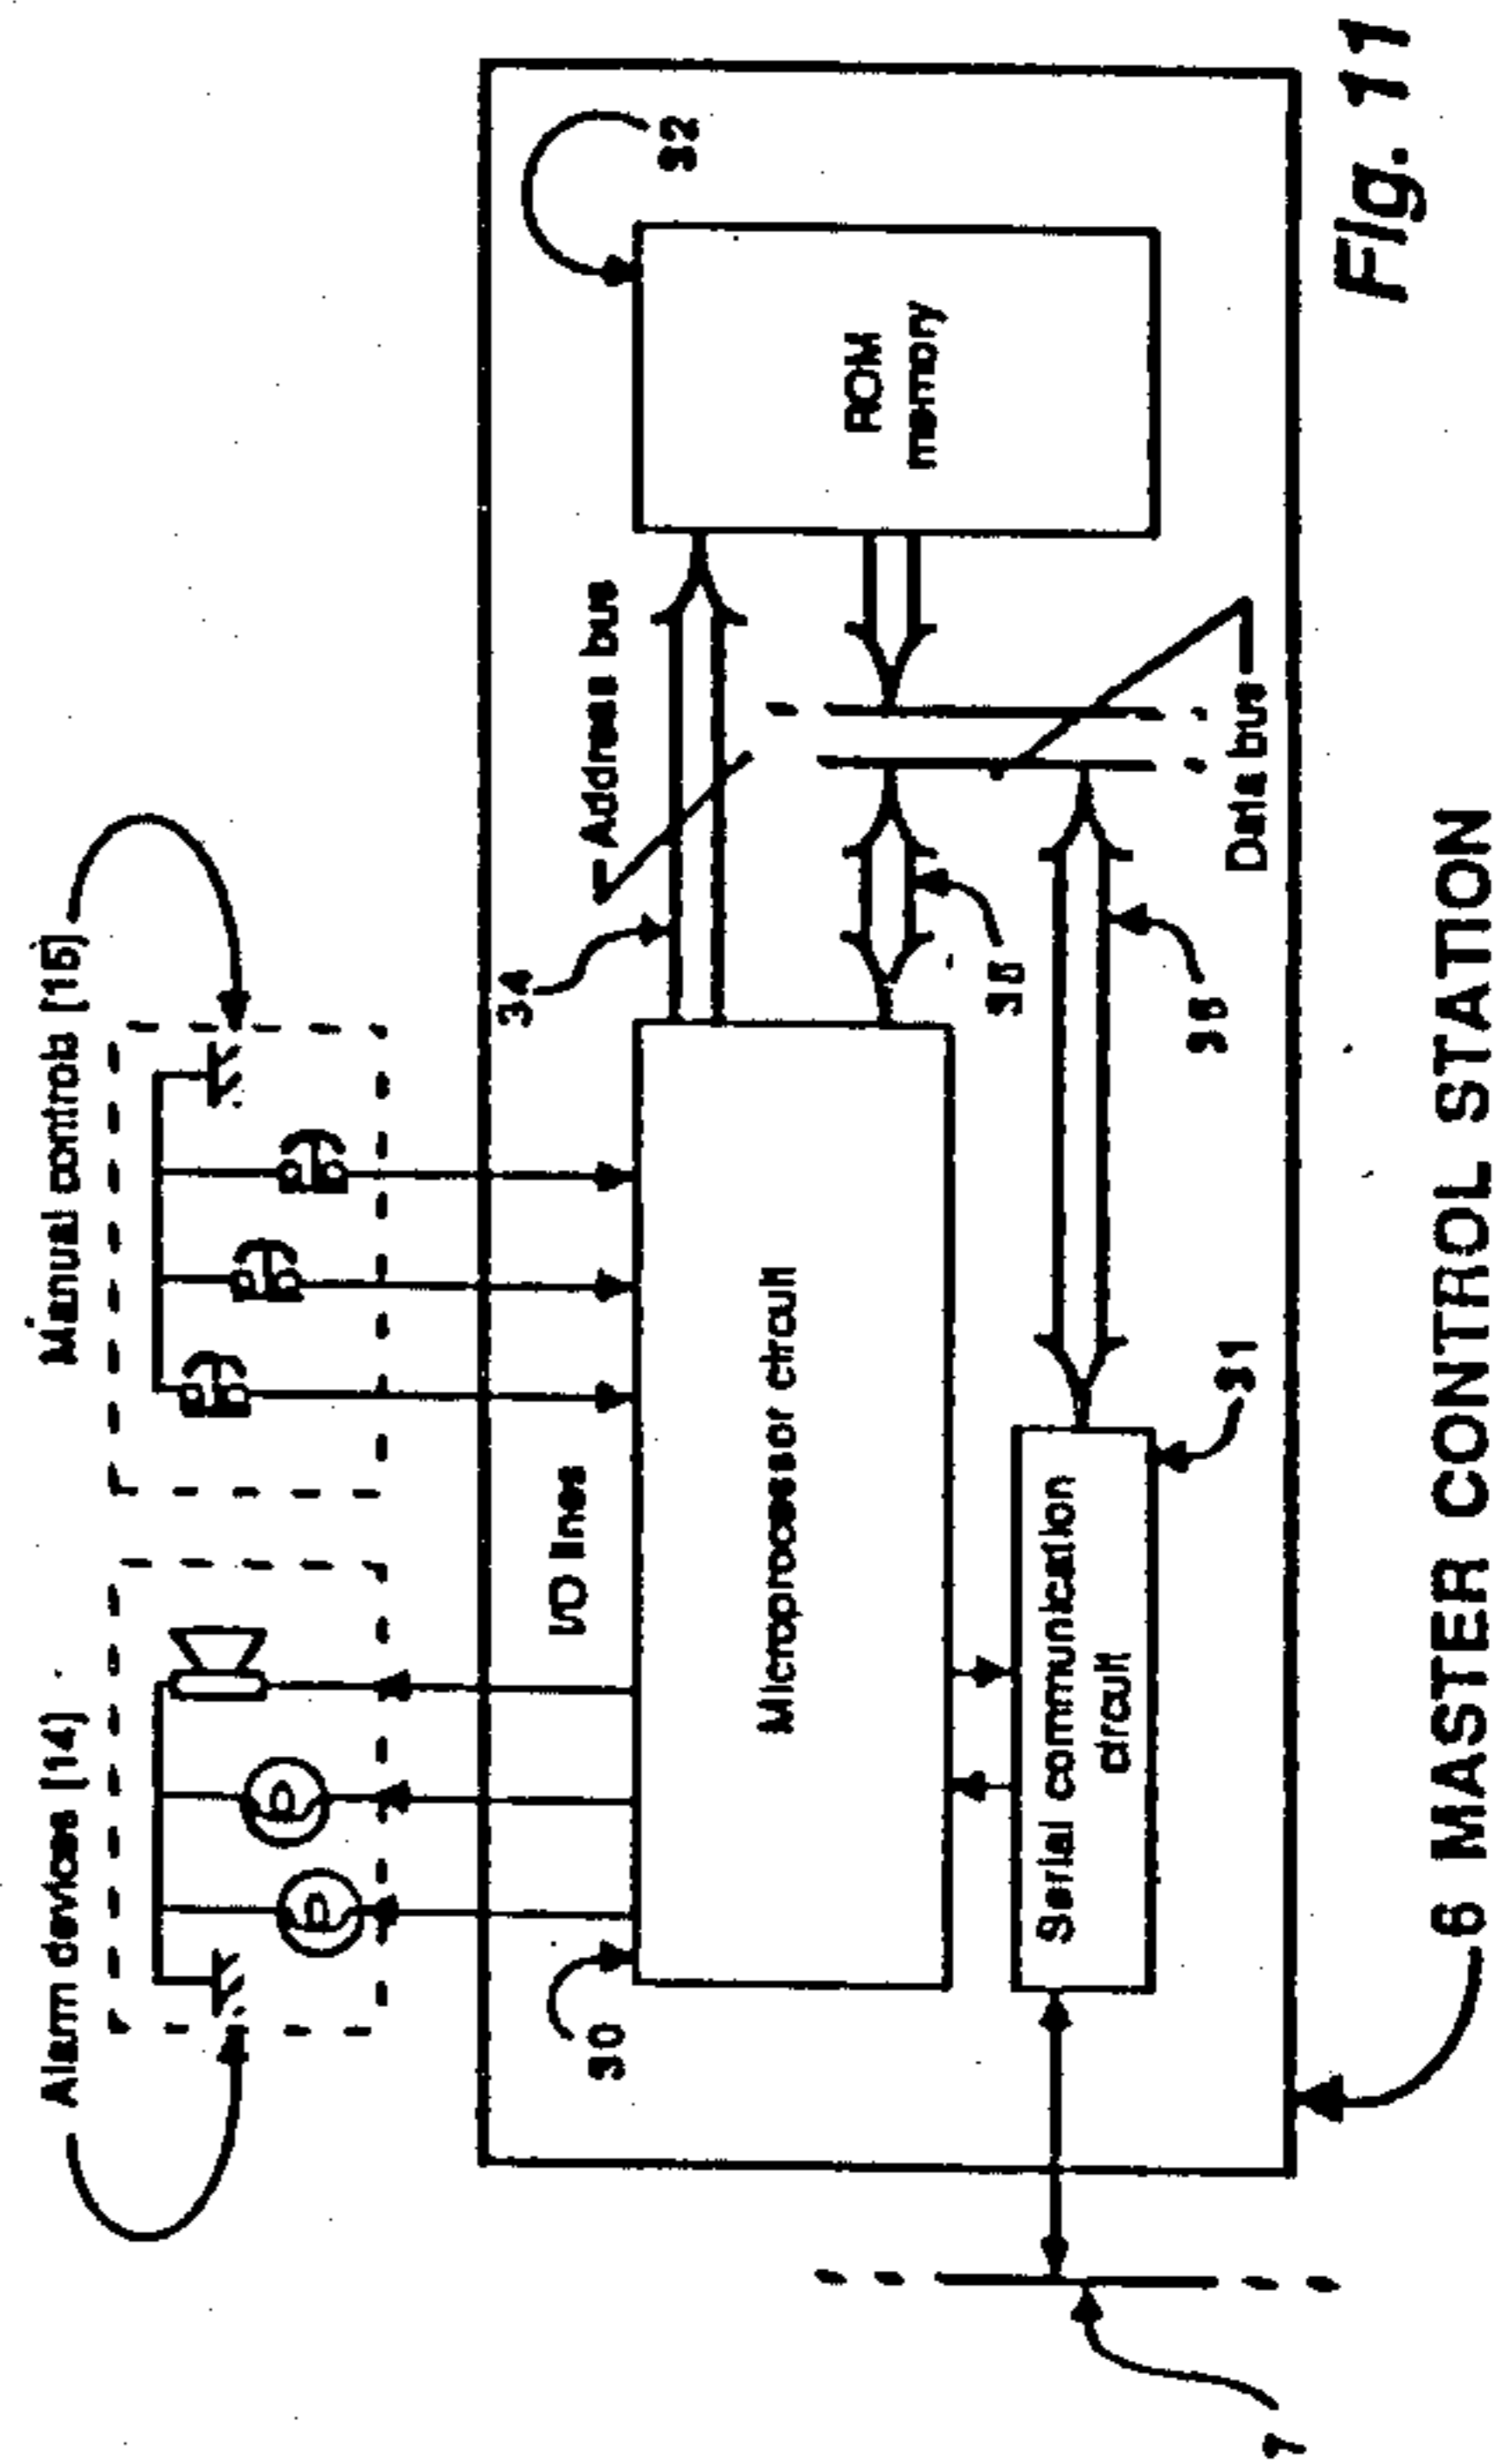 Alarm devices [14]
Manual controls [15]
I/O lines
30
34
Address bus
32
Microprocessor circuit
ROM
memory
35
Serial communication
circuit
31
36
Data bus
7
8 MASTER CONTROL STATION
Fig. 11